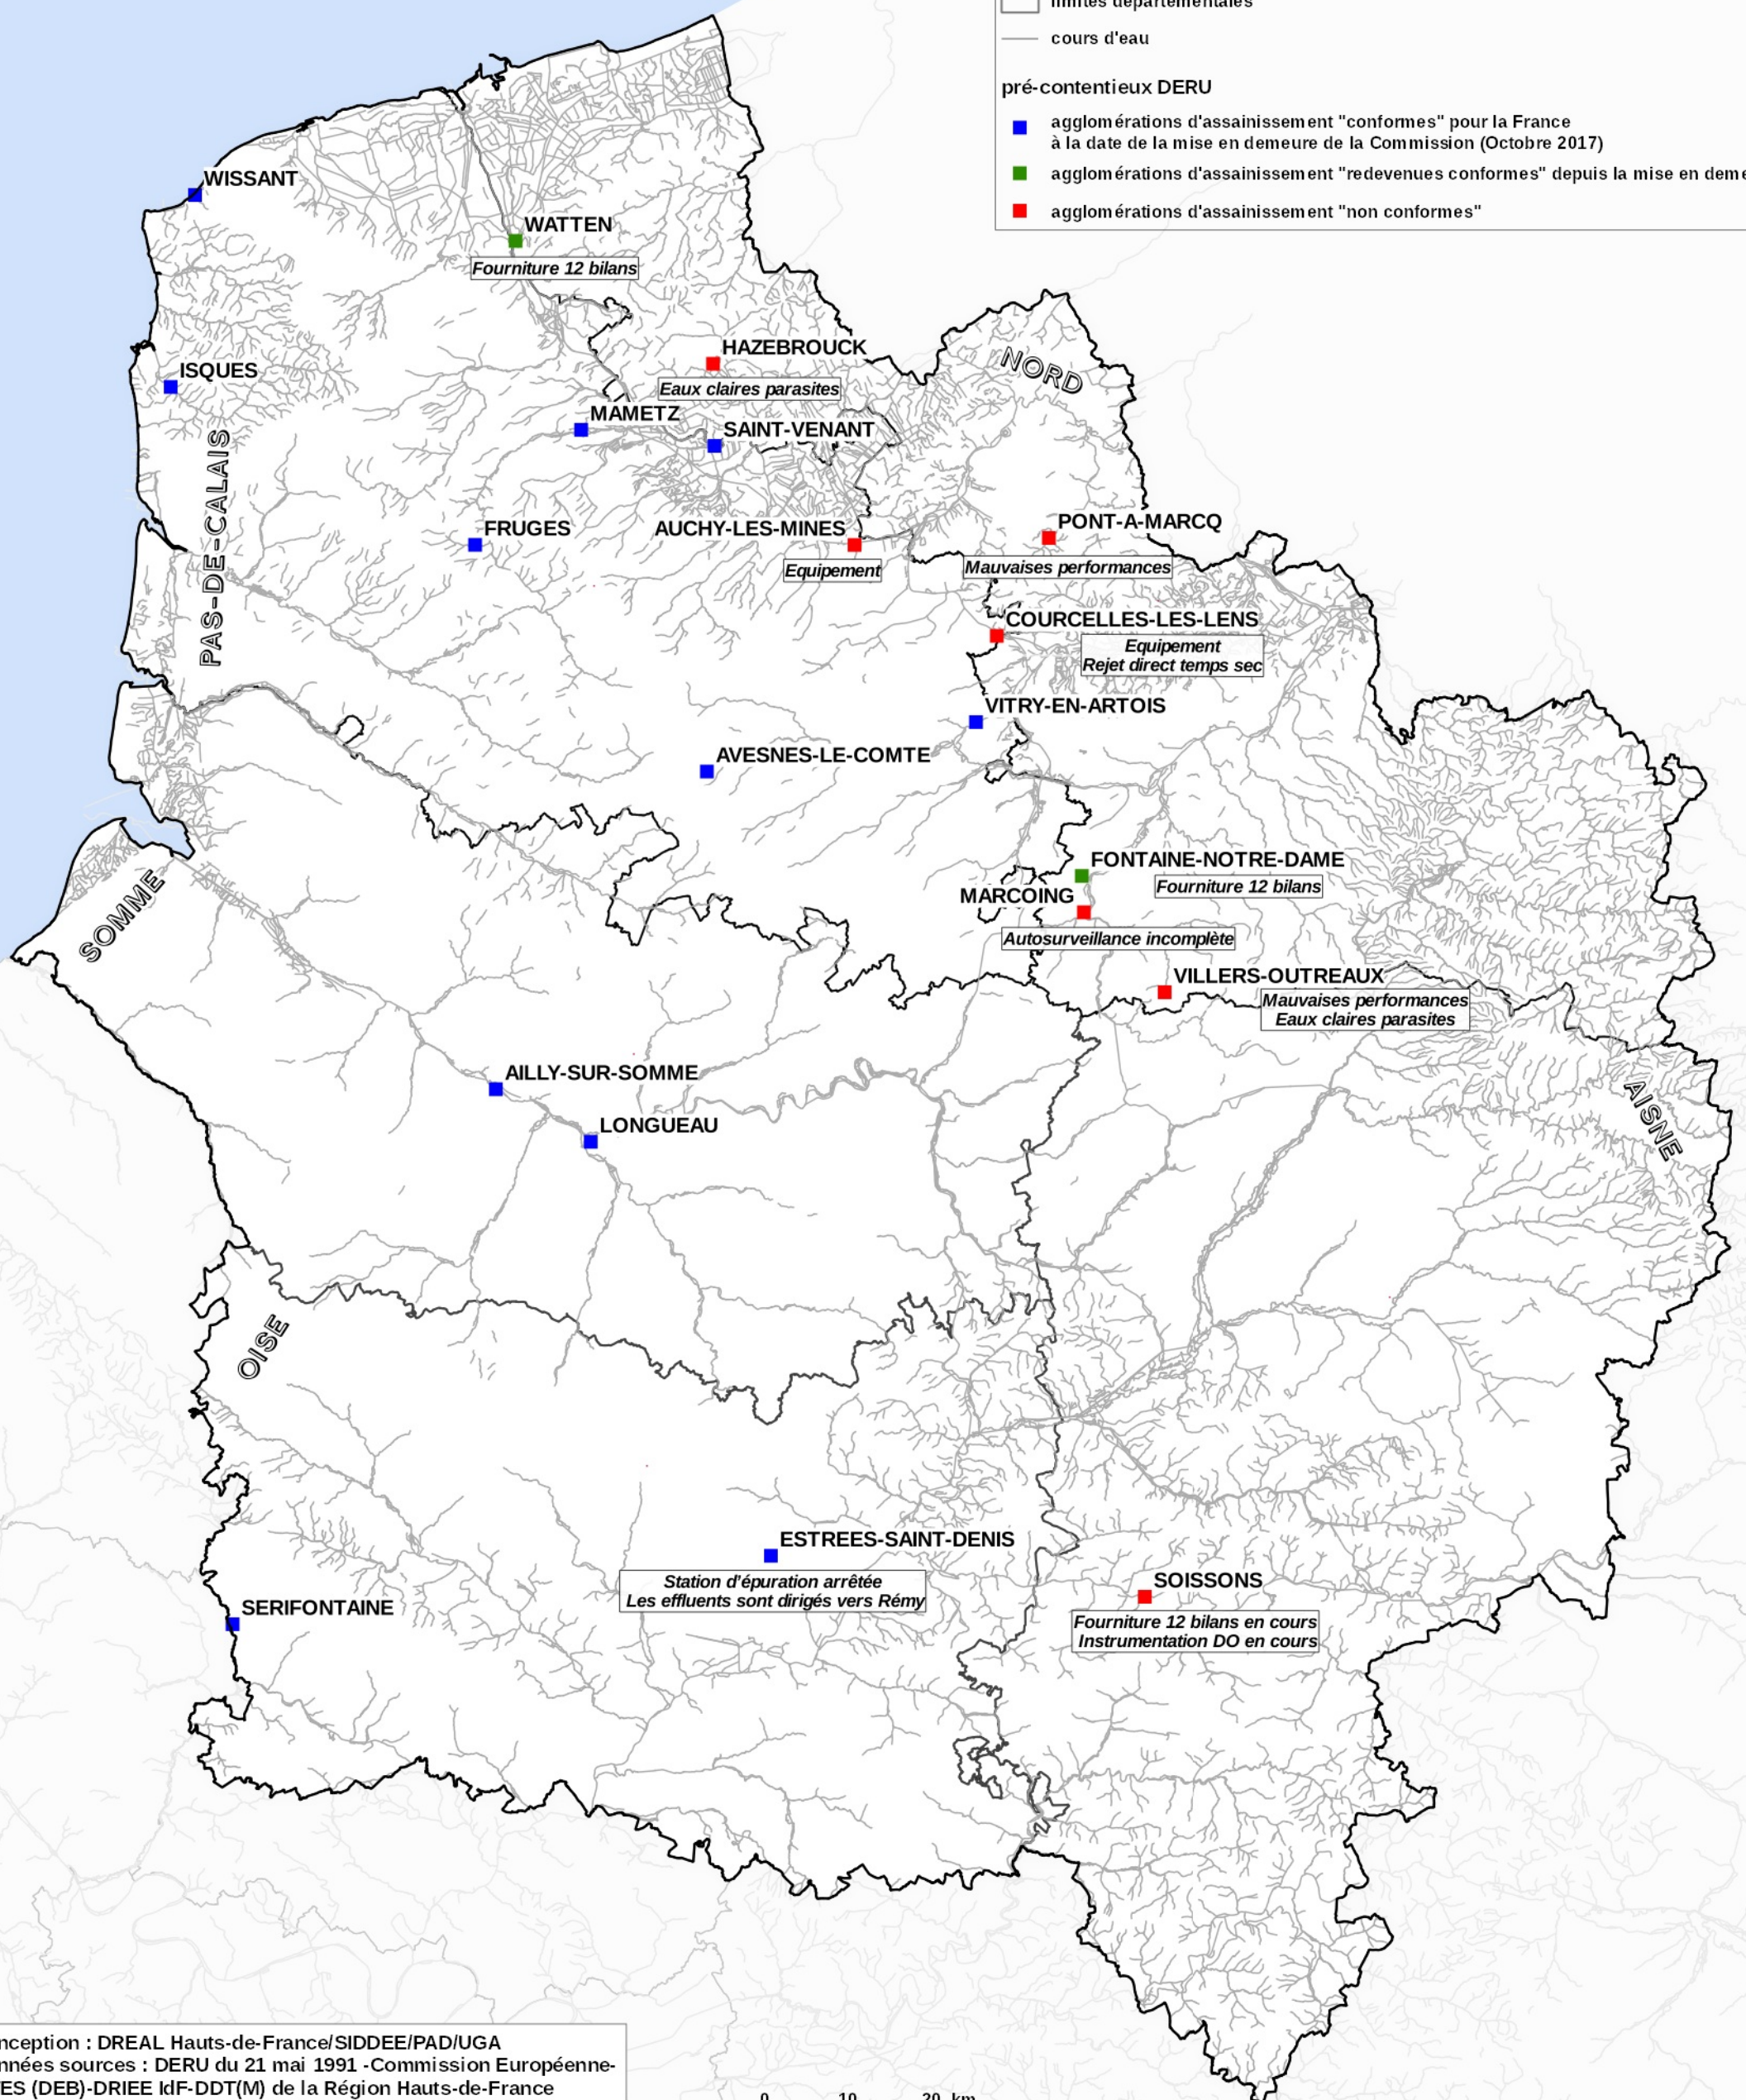 limites départementales
cours d'eau
pré-contentieux DERU
agglomérations d'assainissement "conformes" pour la France
à la date de la mise en demeure de la Commission (Octobre 2017)
agglomérations d'assainissement "redevenues conformes" depuis la mise en deme
agglomérations d'assainissement "non conformes"
WISSANT
WATTEN
Fourniture 12 bilans
HAZEBROUCK
Eaux claires parasites
NORD
ISQUES
MAMETZ
SAINT-VENANT
PAS-DE-CALAIS
FRUGES
AUCHY-LES-MINES
Equipement
PONT-A-MARCQ
Mauvaises performances
COURCELLES-LES-LENS
Equipement
Rejet direct temps sec
VITRY-EN-ARTOIS
AVESNES-LE-COMTE
FONTAINE-NOTRE-DAME
Fourniture 12 bilans
MARCOING
Autosurveillance incomplète
SOMME
VILLERS-OUTREAUX
Mauvaises performances
Eaux claires parasites
AILLY-SUR-SOMME
LONGUEAU
AISNE
OISE
ESTREES-SAINT-DENIS
Station d'épuration arrêtée
Les effluents sont dirigés vers Rémy
SOISSONS
Fourniture 12 bilans en cours
Instrumentation DO en cours
SERIFONTAINE
nception : DREAL Hauts-de-France/SIDDEE/PAD/UGA
nnées sources : DERU du 21 mai 1991 -Commission Européenne-
ES (DEB)-DRIEE IdF-DDT(M) de la Région Hauts-de-France
0 10 20 km